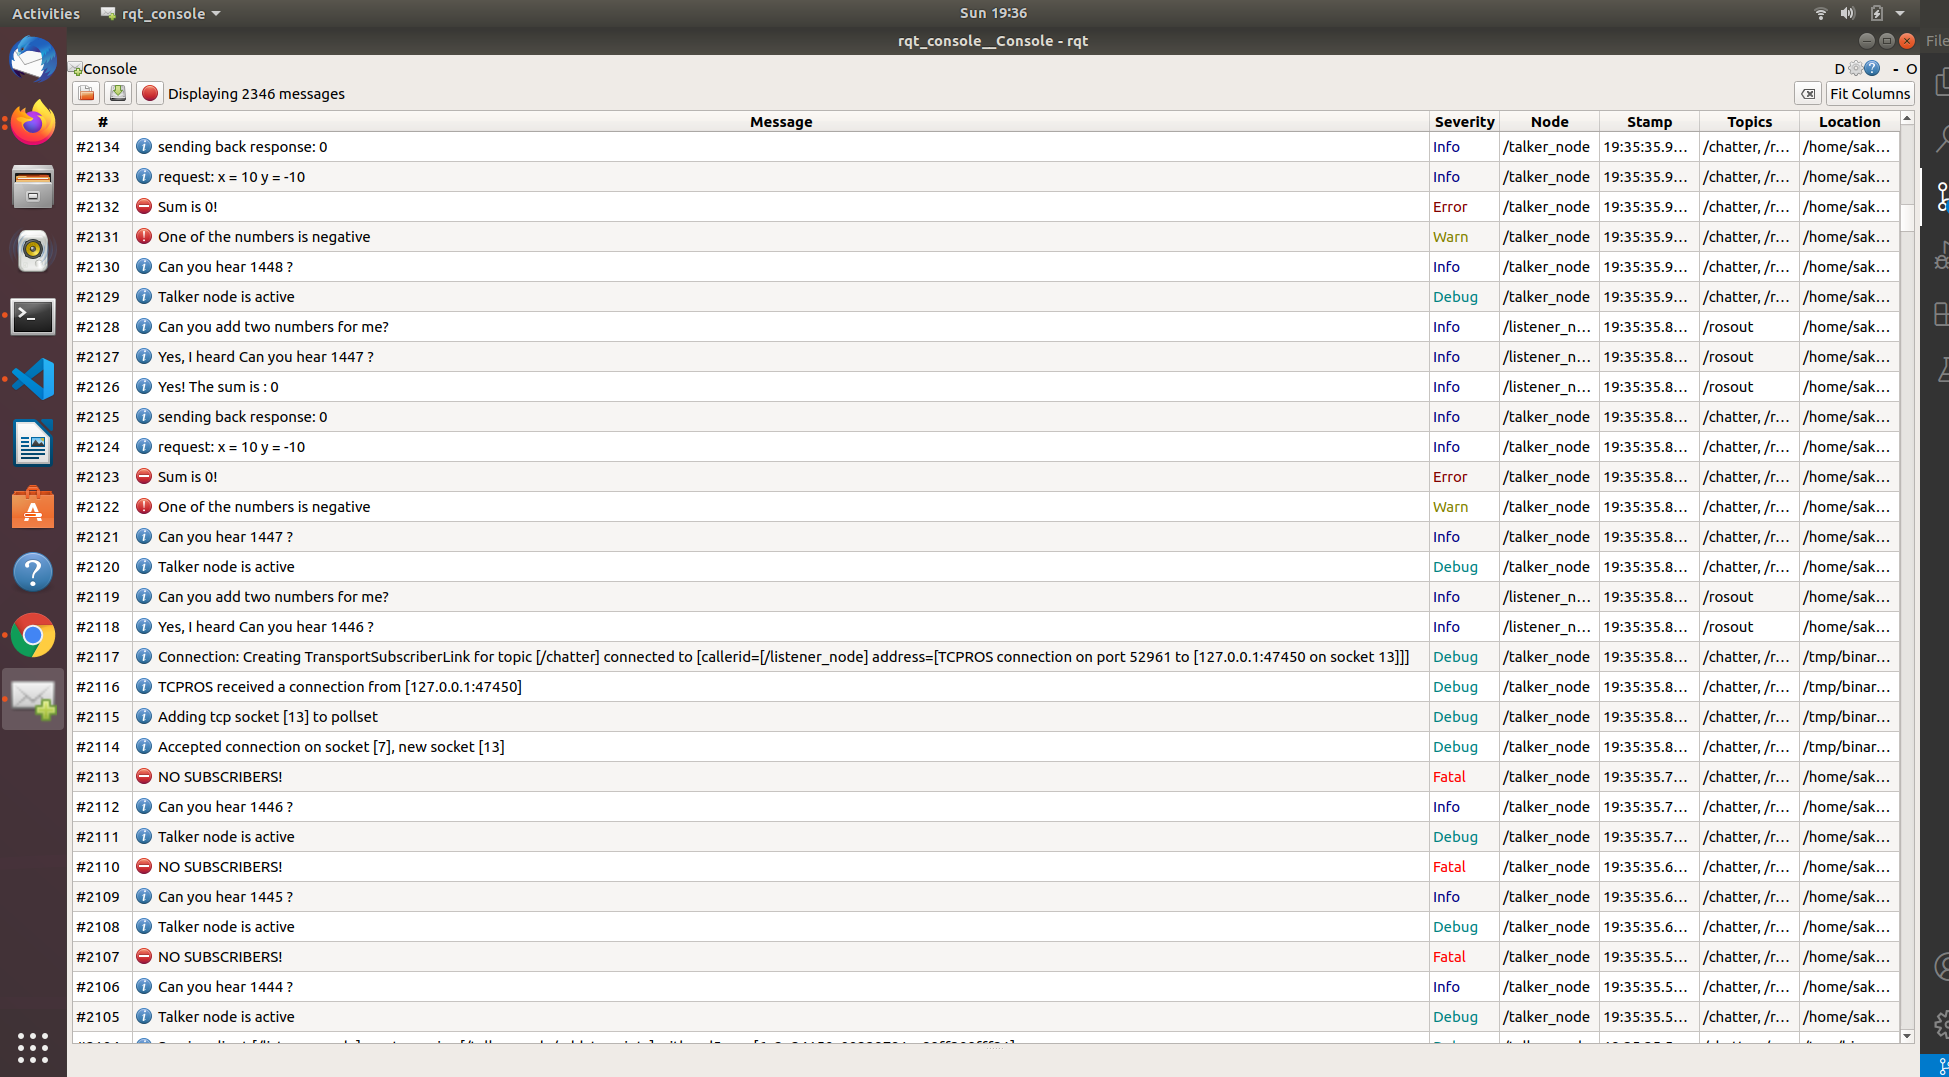 Activities rqt_console Sun 19:36
rqt_console__Console - rqt
File
Console D - O
Displaying 2346 messages Fit Columns
# Message Severity Node Stamp Topics Location
#2134 sending back response: 0 Info /talker_node 19:35:35.9... /chatter, /r... /home/sak...
#2133 request: x = 10 y = -10 Info /talker_node 19:35:35.9... /chatter, /r... /home/sak...
#2132 Sum is 0! Error /talker_node 19:35:35.9... /chatter, /r... /home/sak...
#2131 One of the numbers is negative Warn /talker_node 19:35:35.9... /chatter, /r... /home/sak...
#2130 Can you hear 1448 ? Info /talker_node 19:35:35.9... /chatter, /r... /home/sak...
#2129 Talker node is active Debug /talker_node 19:35:35.9... /chatter, /r... /home/sak...
#2128 Can you add two numbers for me? Info /listener_n... 19:35:35.8... /rosout /home/sak...
#2127 Yes, I heard Can you hear 1447 ? Info /listener_n... 19:35:35.8... /rosout /home/sak...
#2126 Yes! The sum is : 0 Info /listener_n... 19:35:35.8... /rosout /home/sak...
#2125 sending back response: 0 Info /talker_node 19:35:35.8... /chatter, /r... /home/sak...
#2124 request: x = 10 y = -10 Info /talker_node 19:35:35.8... /chatter, /r... /home/sak...
#2123 Sum is 0! Error /talker_node 19:35:35.8... /chatter, /r... /home/sak...
#2122 One of the numbers is negative Warn /talker_node 19:35:35.8... /chatter, /r... /home/sak...
#2121 Can you hear 1447 ? Info /talker_node 19:35:35.8... /chatter, /r... /home/sak...
#2120 Talker node is active Debug /talker_node 19:35:35.8... /chatter, /r... /home/sak...
#2119 Can you add two numbers for me? Info /listener_n... 19:35:35.8... /rosout /home/sak...
#2118 Yes, I heard Can you hear 1446 ? Info /listener_n... 19:35:35.8... /rosout /home/sak...
#2117 Connection: Creating TransportSubscriberLink for topic [/chatter] connected to [callerid=[/listener_node] address=[TCPROS connection on port 52961 to [127.0.0.1:47450 on socket 13]]] Debug /talker_node 19:35:35.8... /chatter, /r... /tmp/binar...
#2116 TCPROS received a connection from [127.0.0.1:47450] Debug /talker_node 19:35:35.8... /chatter, /r... /tmp/binar...
#2115 Adding tcp socket [13] to pollset Debug /talker_node 19:35:35.8... /chatter, /r... /tmp/binar...
#2114 Accepted connection on socket [7], new socket [13] Debug /talker_node 19:35:35.8... /chatter, /r... /tmp/binar...
#2113 NO SUBSCRIBERS! Fatal /talker_node 19:35:35.7... /chatter, /r... /home/sak...
#2112 Can you hear 1446 ? Info /talker_node 19:35:35.7... /chatter, /r... /home/sak...
#2111 Talker node is active Debug /talker_node 19:35:35.7... /chatter, /r... /home/sak...
#2110 NO SUBSCRIBERS! Fatal /talker_node 19:35:35.6... /chatter, /r... /home/sak...
#2109 Can you hear 1445 ? Info /talker_node 19:35:35.6... /chatter, /r... /home/sak...
#2108 Talker node is active Debug /talker_node 19:35:35.6... /chatter, /r... /home/sak...
#2107 NO SUBSCRIBERS! Fatal /talker_node 19:35:35.5... /chatter, /r... /home/sak...
#2106 Can you hear 1444 ? Info /talker_node 19:35:35.5... /chatter, /r... /home/sak...
#2105 Talker node is active Debug /talker_node 19:35:35.5... /chatter, /r... /home/sak...